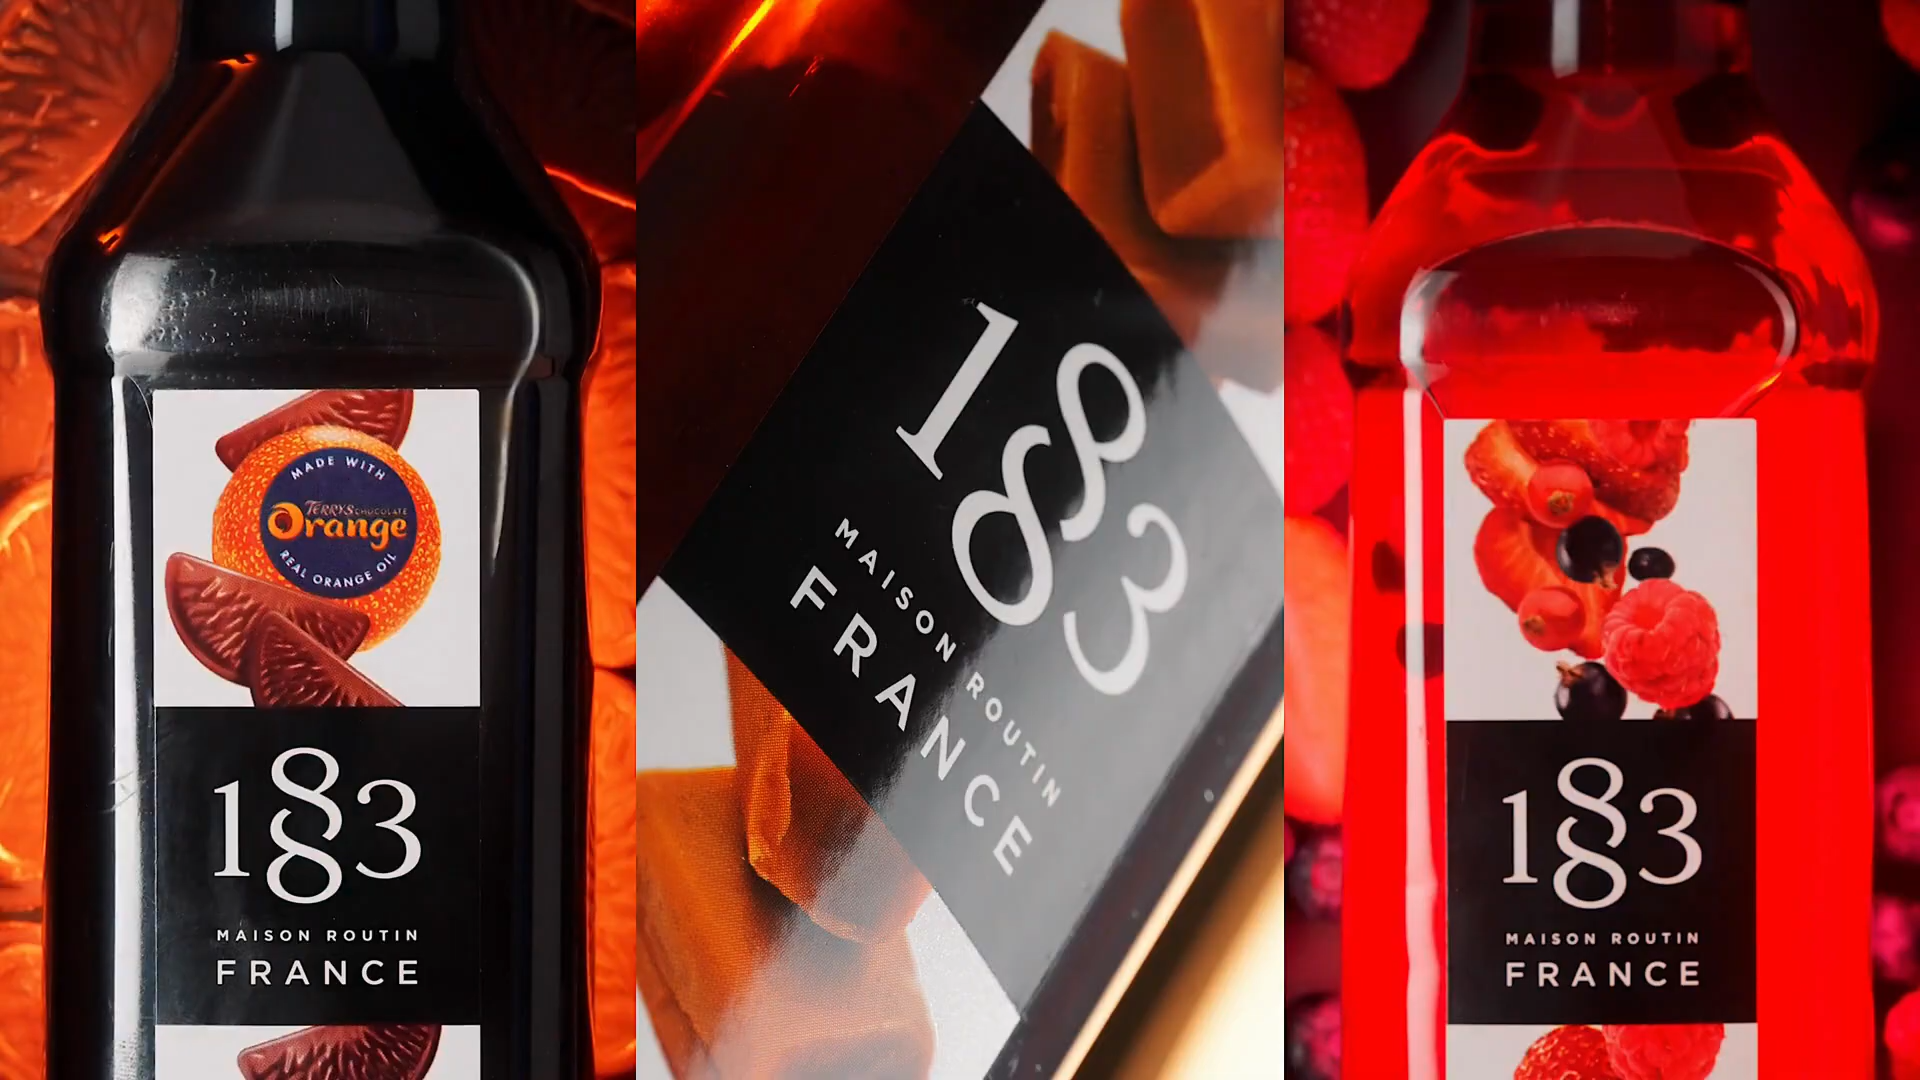 MADE WITH
TERRY'S CHOCOLATE
Orange
REAL ORANGE OIL
1883
MAISON ROUTIN
FRANCE
1883
MAISON ROUTIN
FRANCE
1883
MAISON ROUTIN
FRANCE